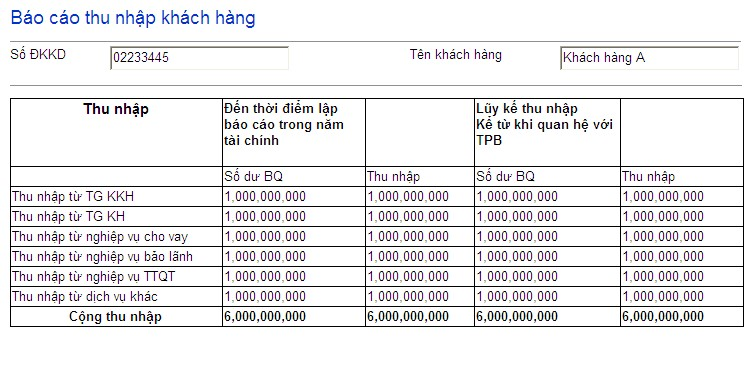 Báo cáo thu nhập khách hàng
Số ĐKKD 02233445 Tên khách hàng Khách hàng A
Thu nhập Đến thời điểm lập Lũy kế thu nhập
báo cáo trong năm Kể từ khi quan hệ với
tài chính TPB
Số dư BQ Thu nhập Số dư BQ Thu nhập
Thu nhập từ TG KKH 1,000,000,000 1,000,000,000 1,000,000,000 1,000,000,000
Thu nhập từ TG KH 1,000,000,000 1,000,000,000 1,000,000,000 1,000,000,000
Thu nhập từ nghiệp vụ cho vay 1,000,000,000 1,000,000,000 1,000,000,000 1,000,000,000
Thu nhập từ nghiệp vụ bảo lãnh 1,000,000,000 1,000,000,000 1,000,000,000 1,000,000,000
Thu nhập từ nghiệp vụ TTQT 1,000,000,000 1,000,000,000 1,000,000,000 1,000,000,000
Thu nhập từ dịch vụ khác 1,000,000,000 1,000,000,000 1,000,000,000 1,000,000,000
Cộng thu nhập 6,000,000,000 6,000,000,000 6,000,000,000 6,000,000,000